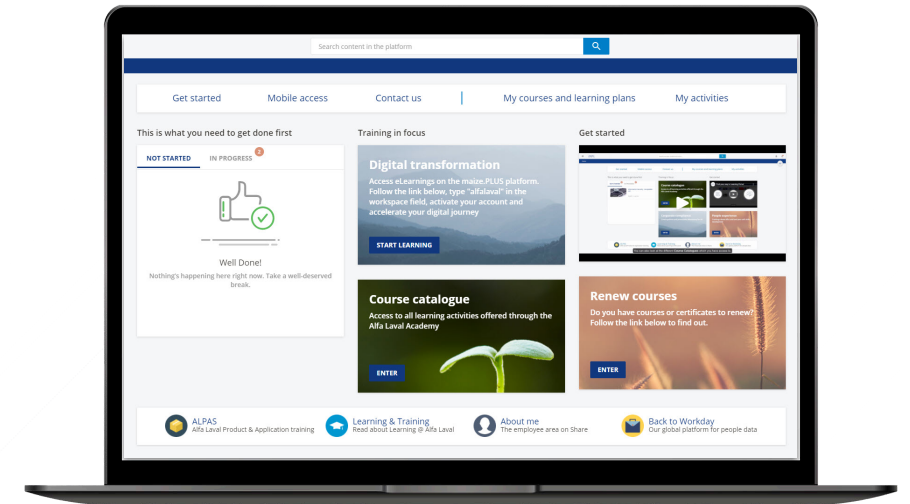 Search content in the platform
Get started
Mobile access
Contact us
My courses and learning plans
My activities
This is what you need to get done first
NOT STARTED
IN PROGRESS
2
Well Done!
Nothing's happening here right now. Take a well-deserved
break.
Training in focus
Digital transformation
Access eLearnings on the maize.PLUS platform.
Follow the link below, type "alfalaval" in the
workspace field, activate your account and
accelerate your digital journey
START LEARNING
Course catalogue
Access to all learning activities offered through the
Alfa Laval Academy
ENTER
Get started
Course catalogue
Renew courses
Do you have courses or certificates to renew?
Follow the link below to find out.
ENTER
ALPAS
Alfa Laval Product & Application training
Learning & Training
Read about Learning @ Alfa Laval
About me
The employee area on Share
Back to Workday
Our global platform for people data